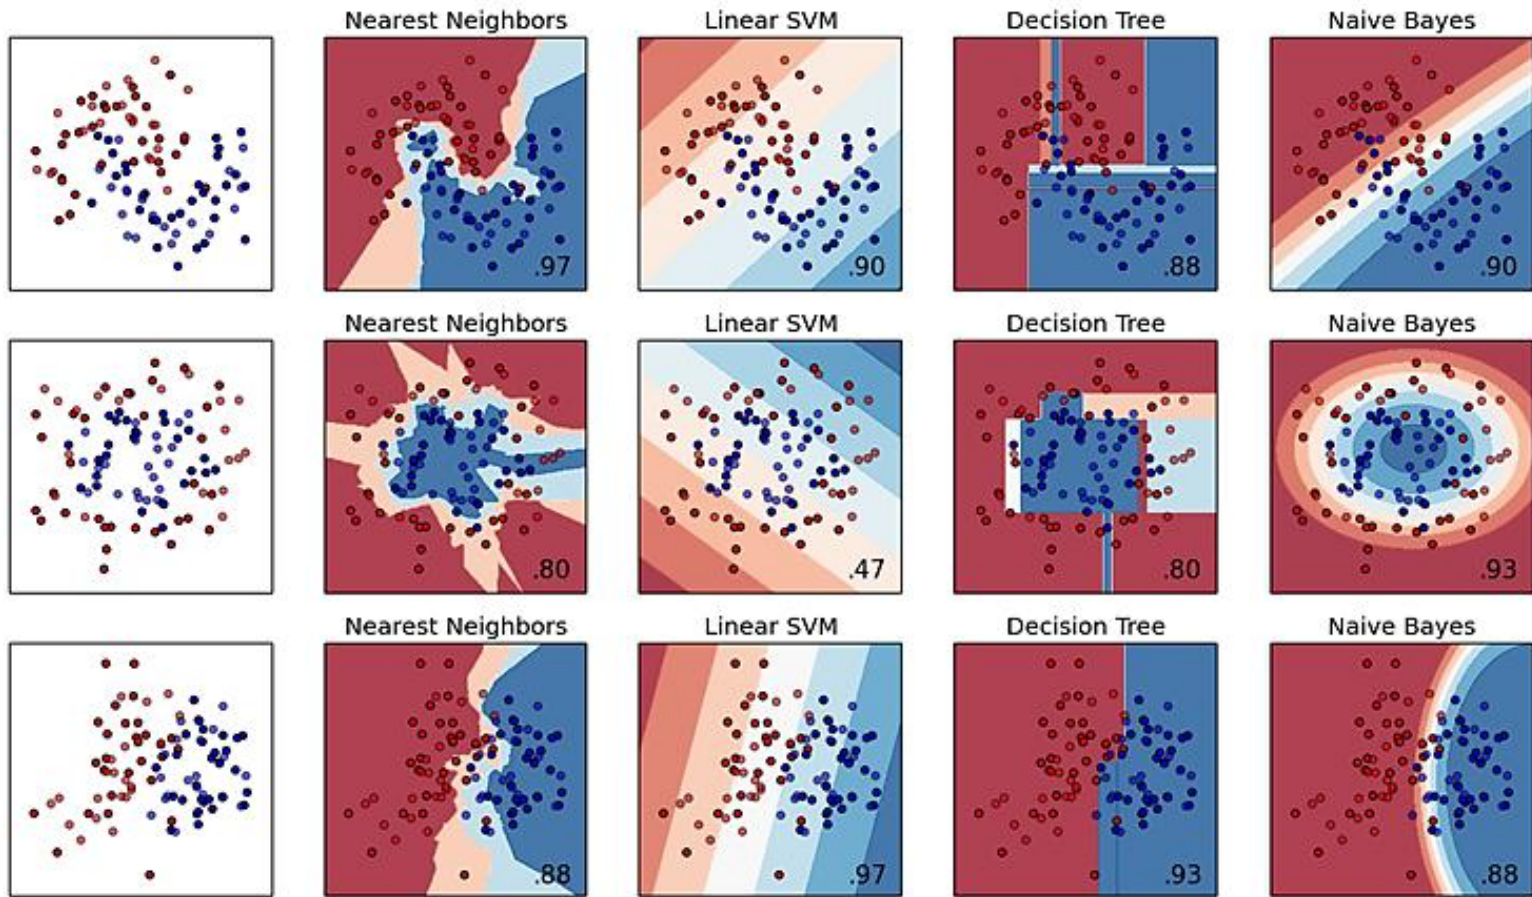 Nearest Neighbors Linear SVM Decision Tree Naive Bayes
.97 .90 .88 .90
Nearest Neighbors Linear SVM Decision Tree Naive Bayes
.80 .47 .80 .93
Nearest Neighbors Linear SVM Decision Tree Naive Bayes
.88 .97 .93 .88